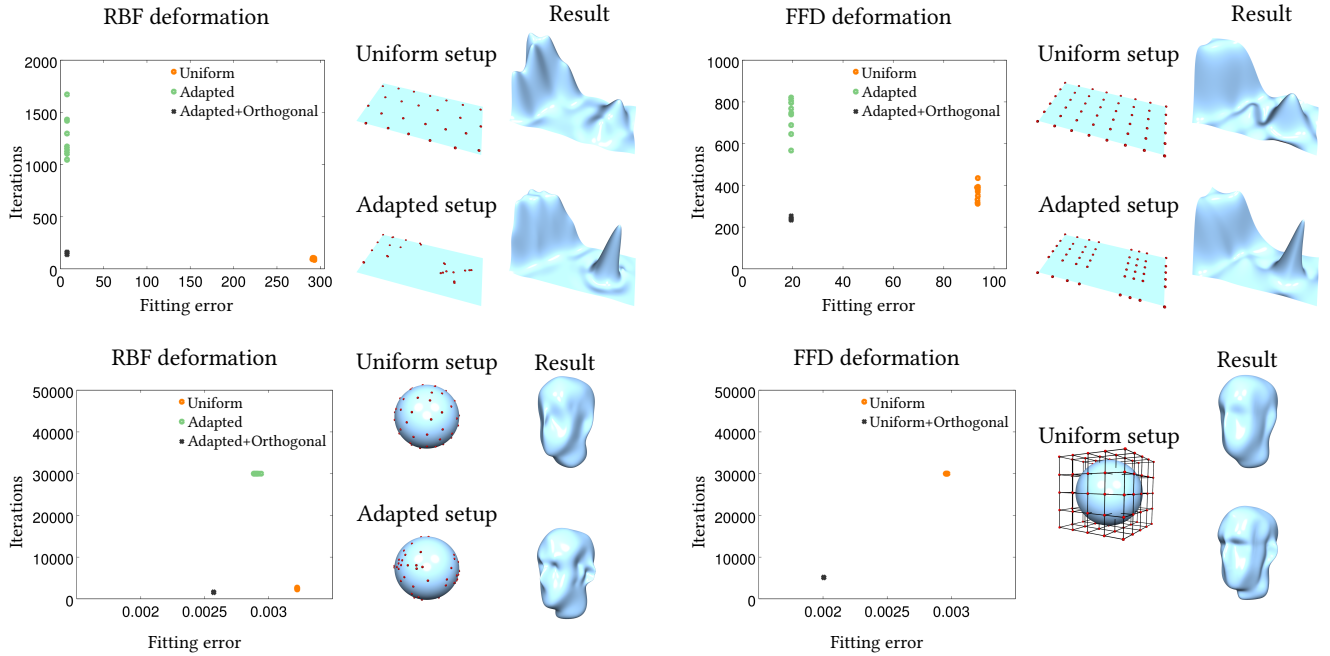 RBF deformation
Result
Uniform setup
2000
1500
1000
500
0
Iterations
Uniform
Adapted
Adapted+Orthogonal
0 50 100 150 200 250 300
Fitting error
Adapted setup
FFD deformation
Result
Uniform setup
1000
800
600
400
200
0
Iterations
Uniform
Adapted
Adapted+Orthogonal
0 20 40 60 80 100
Fitting error
Adapted setup
RBF deformation
Uniform setup
Result
50000
40000
30000
20000
10000
0
Iterations
Uniform
Adapted
Adapted+Orthogonal
0.002 0.0025 0.003
Fitting error
Adapted setup
FFD deformation
Result
50000
40000
30000
20000
10000
0
Iterations
Uniform
Uniform+Orthogonal
0.002 0.0025 0.003
Fitting error
Uniform setup